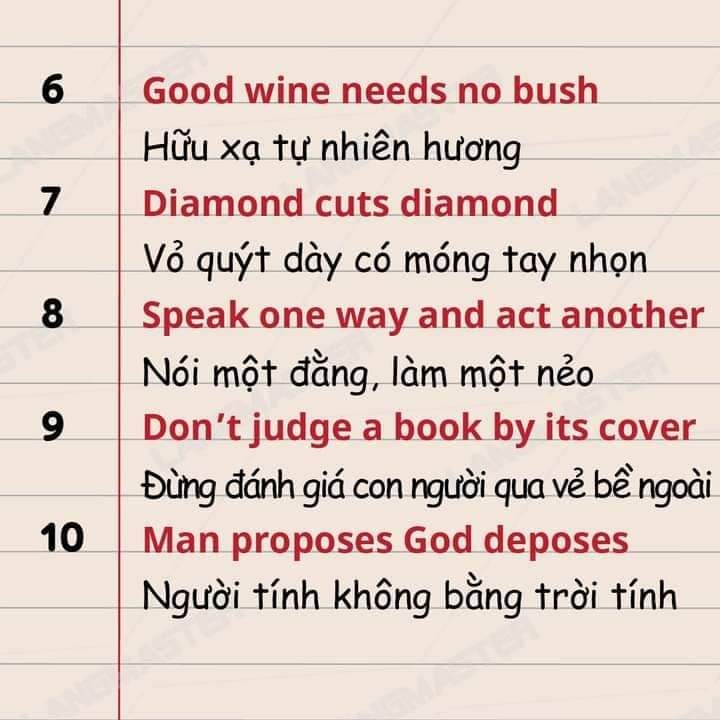 6 Good wine needs no bush
Hữu xạ tự nhiên hương
7 Diamond cuts diamond
Vỏ quýt dày có móng tay nhọn
8 Speak one way and act another
Nói một đằng, làm một nẻo
9 Don't judge a book by its cover
Đừng đánh giá con người qua vẻ bề ngoài
10 Man proposes God deposes
Người tính không bằng trời tính
LANGMASTER